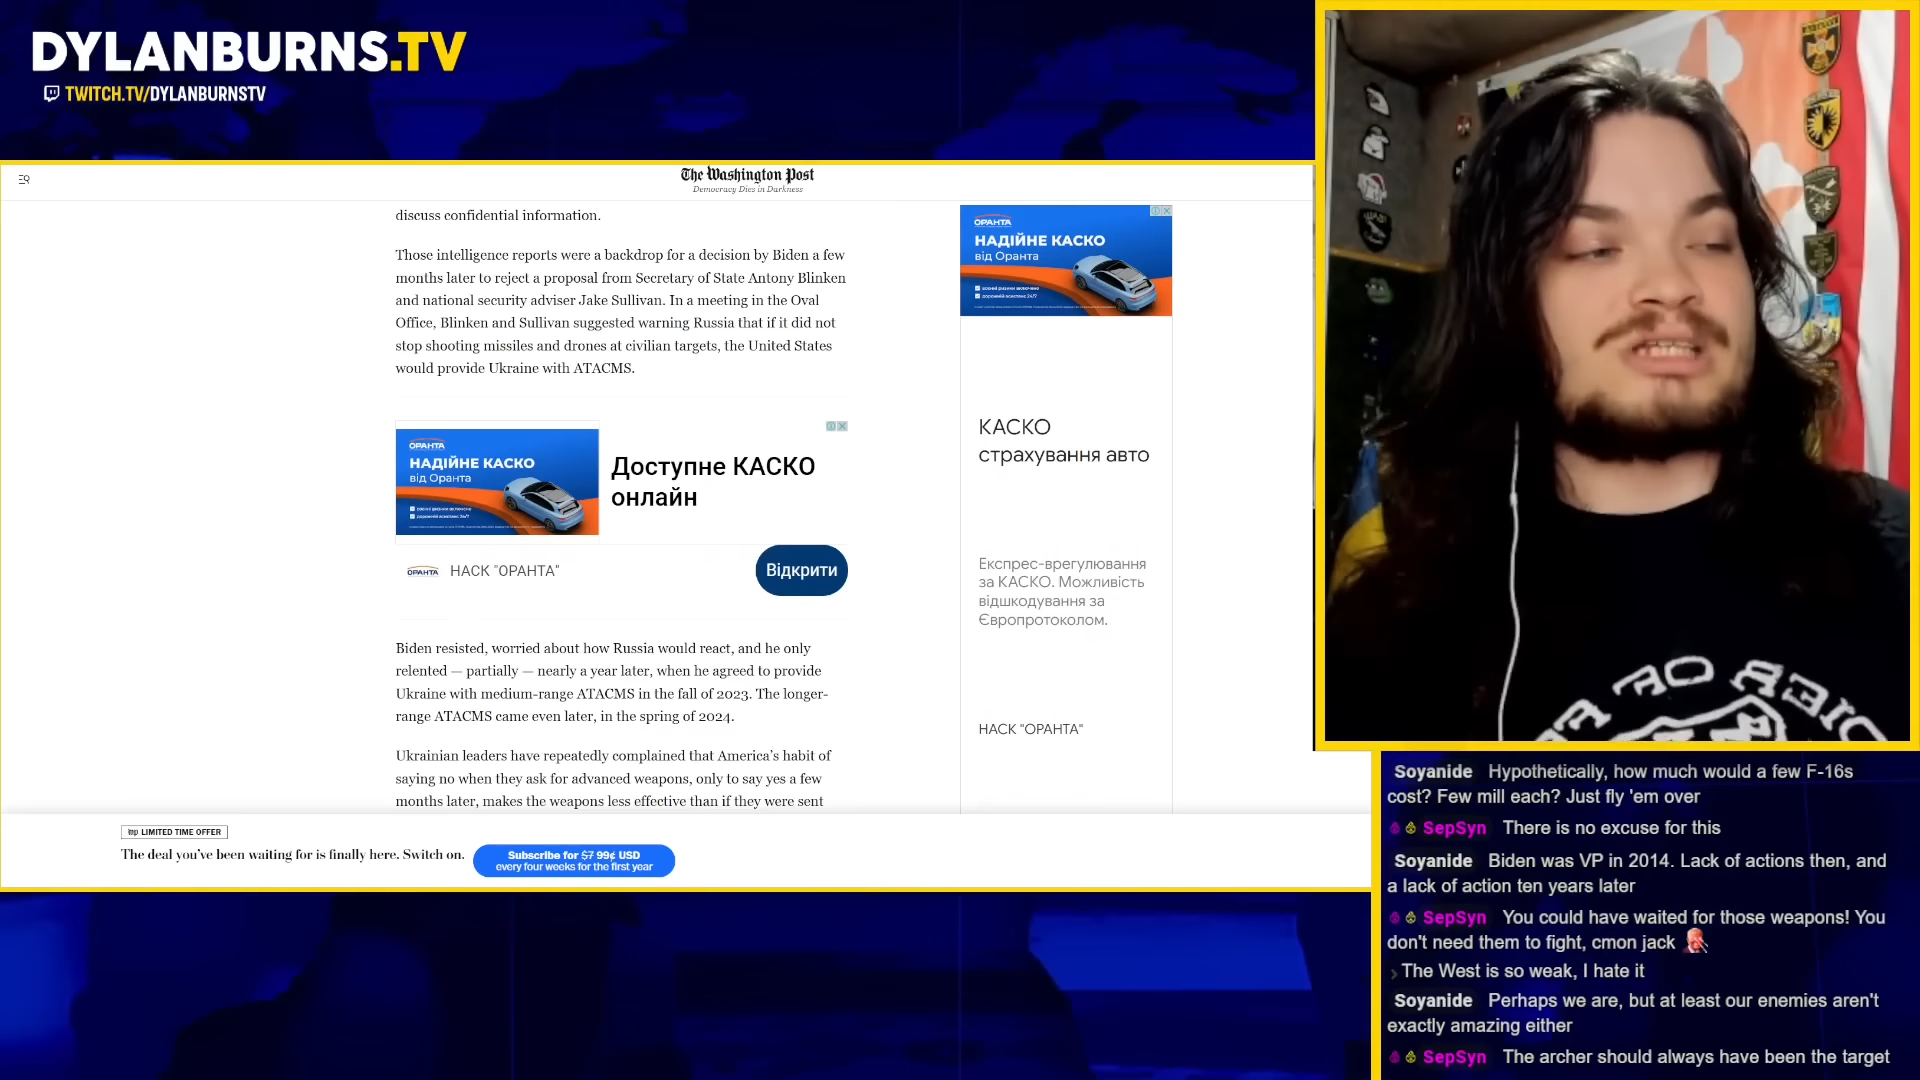 DYLANBURNS.TV
TWITCH.TV/DYLANBURNSTV
The Washington Post
Democracy Dies in Darkness
discuss confidential information.
Those intelligence reports were a backdrop for a decision by Biden a few
months later to reject a proposal from Secretary of State Antony Blinken
and national security adviser Jake Sullivan. In a meeting in the Oval
Office, Blinken and Sullivan suggested warning Russia that if it did not
stop shooting missiles and drones at civilian targets, the United States
would provide Ukraine with ATACMS.
ОРАНТА
НАДІЙНЕ КАСКО
від Оранта
Доступне КАСКО
онлайн
ОРАНТА
НАСК "ОРАНТА"
Відкрити
Biden resisted, worried about how Russia would react, and he only
relented — partially — nearly a year later, when he agreed to provide
Ukraine with medium-range ATACMS in the fall of 2023. The longer-
range ATACMS came even later, in the spring of 2024.
Ukrainian leaders have repeatedly complained that America's habit of
saying no when they ask for advanced weapons, only to say yes a few
months later, makes the weapons less effective than if they were sent
ОРАНТА
НАДІЙНЕ КАСКО
від Оранта
КАСКО
страхування авто
Експрес-врегулювання
за КАСКО. Можливість
відшкодування за
Європротоколом.
НАСК "ОРАНТА"
wp LIMITED TIME OFFER
The deal you've been waiting for is finally here. Switch on.
Subscribe for $7 99¢ USD
every four weeks for the first year
Soyanide Hypothetically, how much would a few F-16s
cost? Few mill each? Just fly 'em over
SepSyn There is no excuse for this
Soyanide Biden was VP in 2014. Lack of actions then, and
a lack of action ten years later
SepSyn You could have waited for those weapons! You
don't need them to fight, cmon jack
The West is so weak, I hate it
Soyanide Perhaps we are, but at least our enemies aren't
exactly amazing either
SepSyn The archer should always have been the target